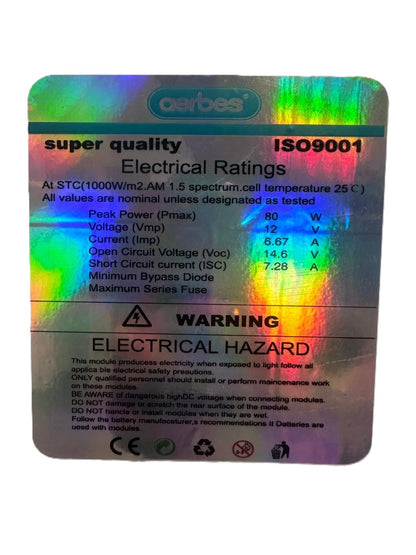 aerbes®
super quality ISO9001
Electrical Ratings
At STC(1000W/m2.AM 1.5 spectrum.cell temperature 25℃)
All values are nominal unless designated as tested
Peak Power (Pmax) 80 W
Voltage (Vmp) 12 V
Current (Imp) 6.67 A
Open Circuit Voltage (Voc) 14.6 V
Short Circuit current (ISC) 7.28 A
Minimum Bypass Diode
Maximum Series Fuse
WARNING
ELECTRICAL HAZARD
This module producess electricity when exposed to light follow all
applica ble electrical safety presutions.
ONLY qualified personnel should install or perform maintenance work
on these modules.
BE AWARE of dangerous highDC voltage when connecting modules.
DO NOT damage or scratch the rear surface of the module.
DO NOT handle or install modules when they are wet.
Follow the battery manufacturer,s recommendations II Datteries are
used with modules.
CE